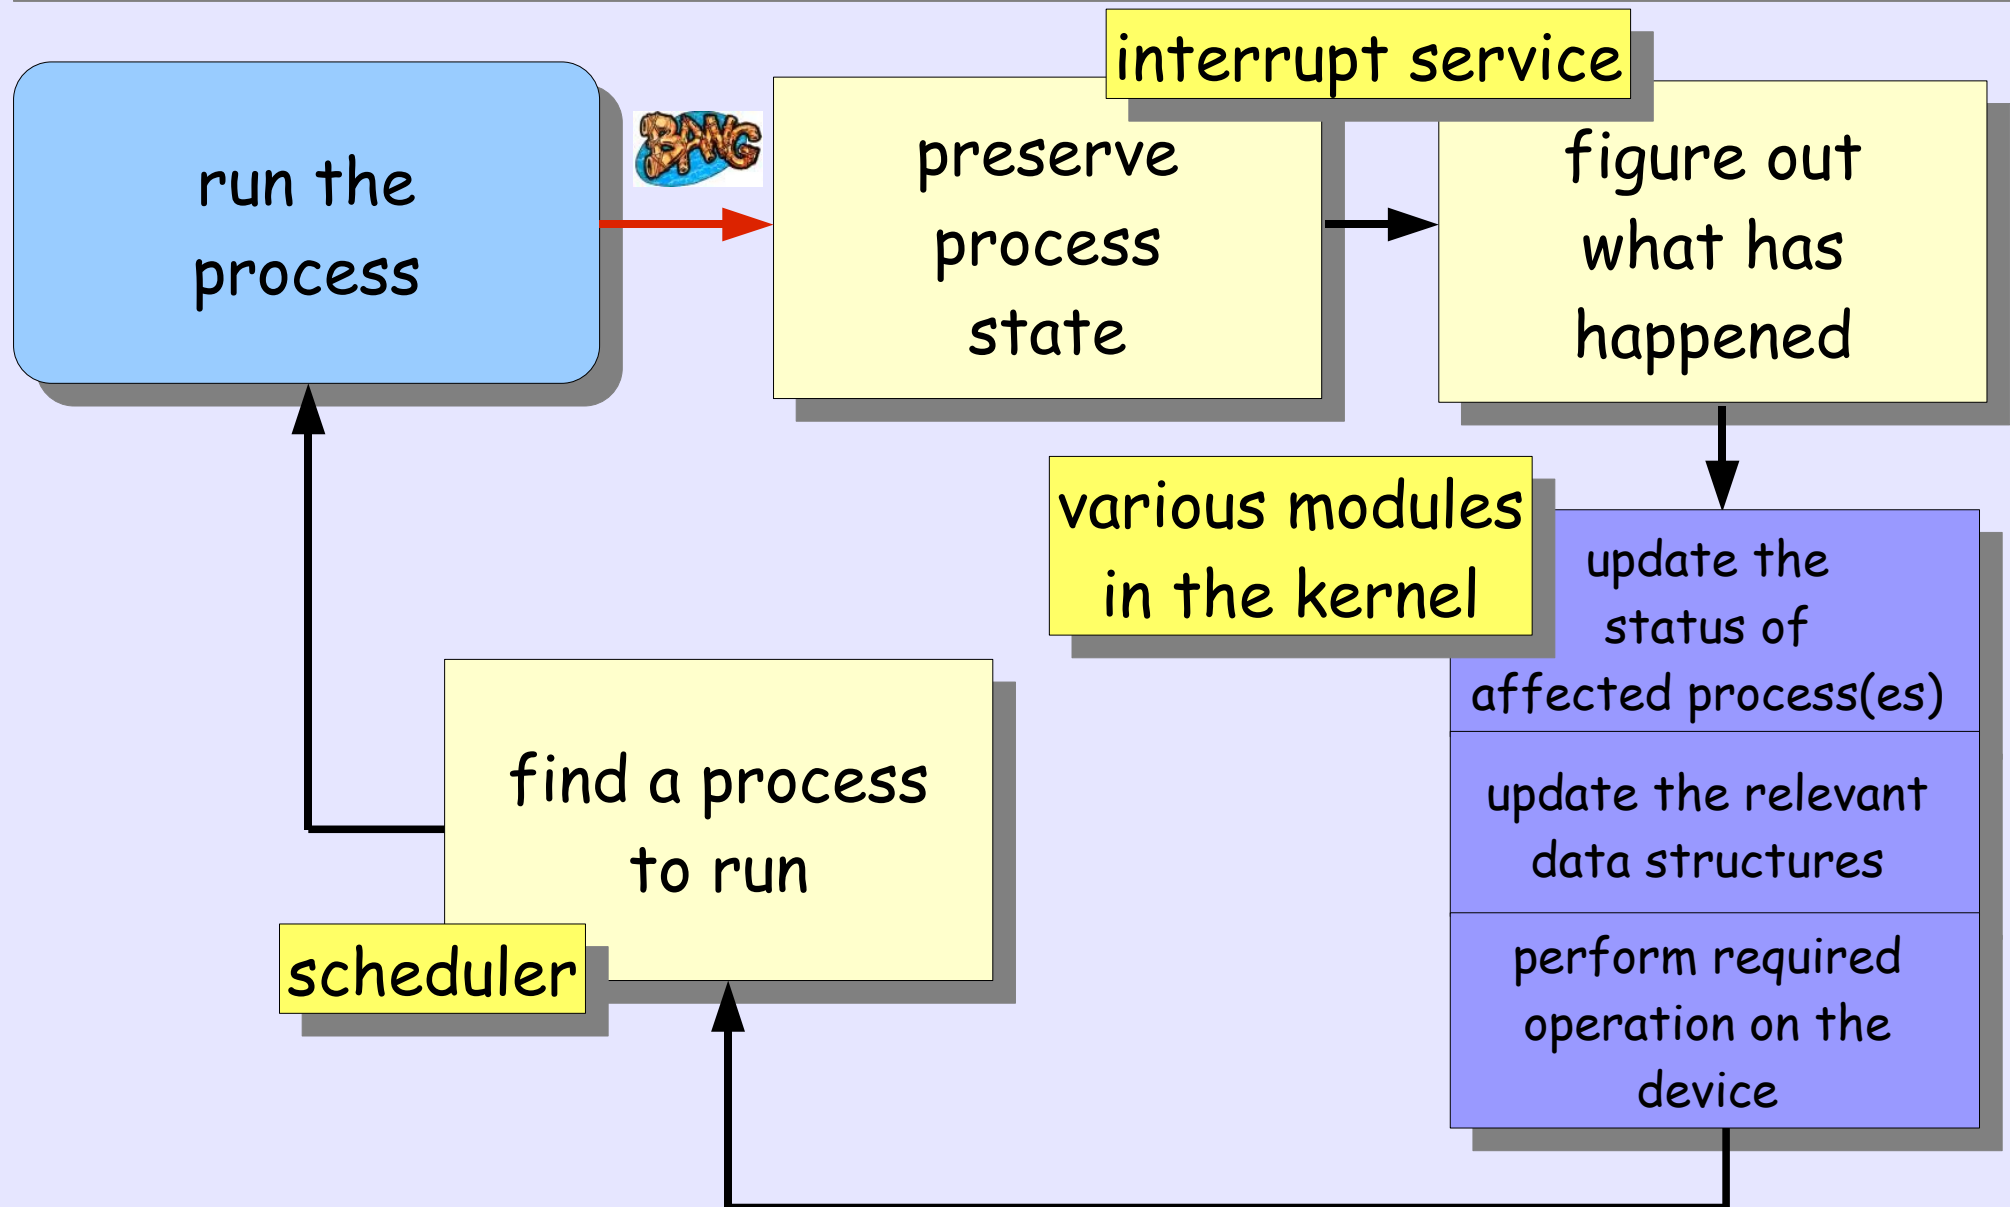 interrupt service
run the
process
BANG
preserve
process
state
figure out
what has
happened
various modules
in the kernel
update the
status of
affected process(es)
update the relevant
data structures
perform required
operation on the
device
find a process
to run
scheduler